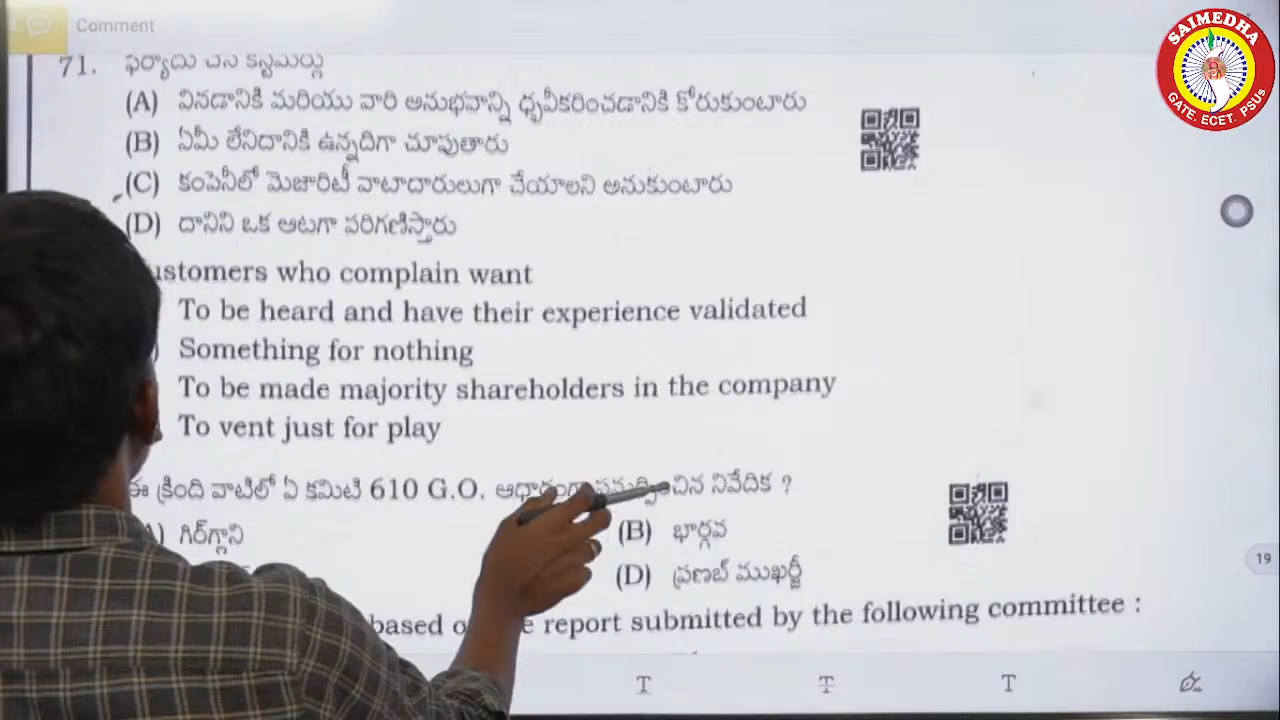 Comment
SAIMEDHA
GATE. ECET. PSUs
71. ఫర్యాదు చేసే కస్టమర్లు
(A) వినడానికి మరియు వారి అనుభవాన్ని ధృవీకరించడానికి కోరుకుంటారు
(B) ఏమీ లేనిదానికి ఉన్నదిగా చూపుతారు
(C) కంపెనీలో మెజారిటీ వాటాదారులుగా చేయాలని అనుకుంటారు
(D) దానిని ఒక ఆటగా పరిగణిస్తారు
ustomers who complain want
To be heard and have their experience validated
Something for nothing
To be made majority shareholders in the company
To vent just for play
ఈ క్రింది వాటిలో ఏ కమిటి 610 G.O. నివేదిక ?
గిర్‌గ్లాని
(B) భార్గవ
(D) ప్రణబ్ ముఖర్జీ
based report submitted by the following committee :
19
T T T